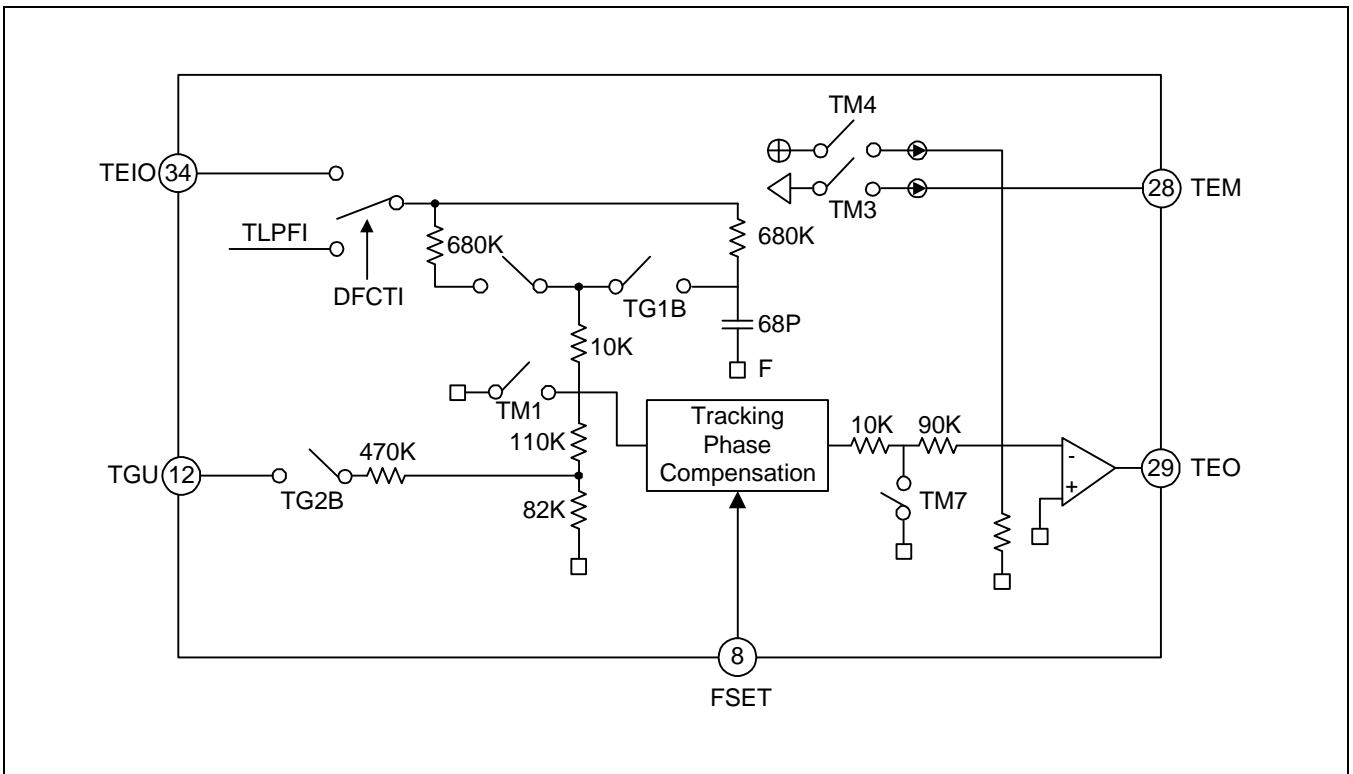 TM4
TEIO 34
28 TEM
TM3
TLPFI
680K
680K
DFCTI
TG1B
68P
10K
F
TM1
Tracking
Phase
Compensation
10K
90K
110K
-
+
TGU 12
470K
TG2B
TM7
29 TEO
82K
8
FSET